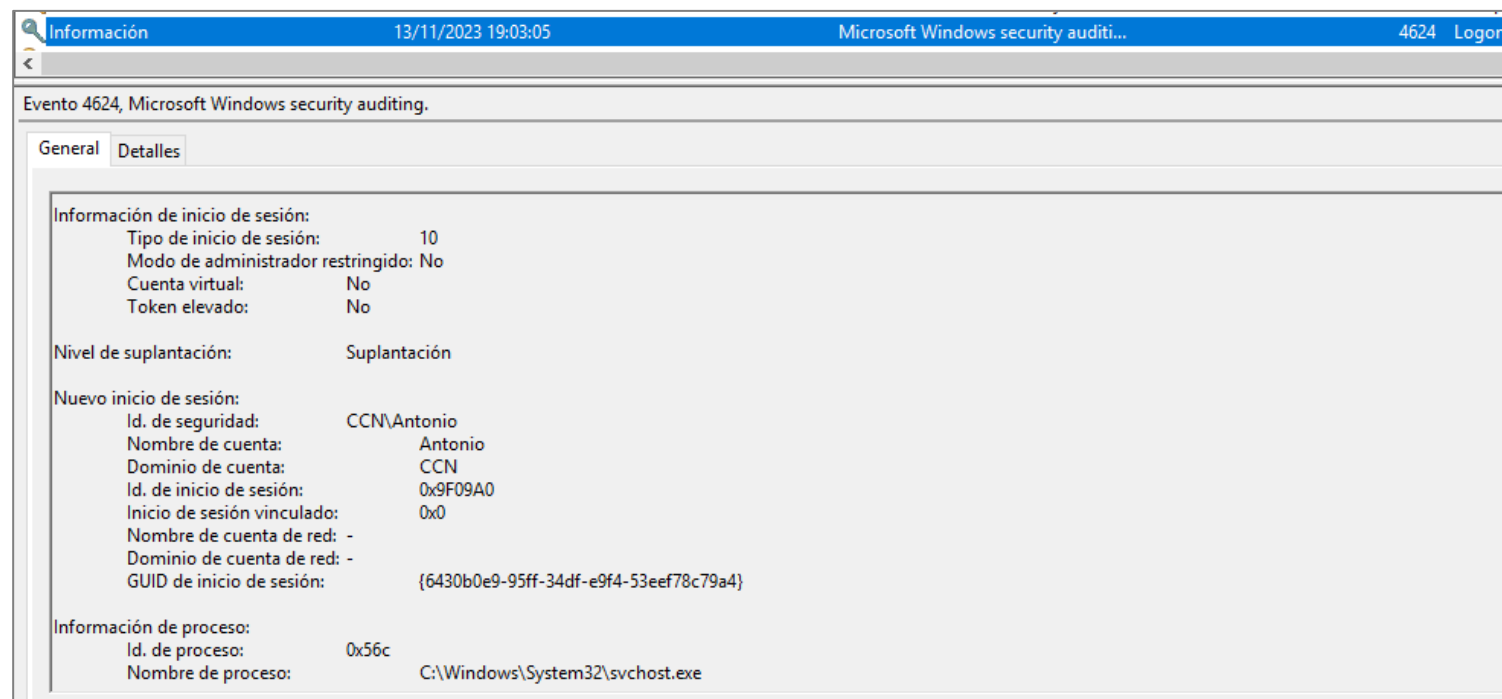 Información 13/11/2023 19:03:05 Microsoft Windows security auditi... 4624 Logon
Evento 4624, Microsoft Windows security auditing.
General Detalles
Información de inicio de sesión:
Tipo de inicio de sesión: 10
Modo de administrador restringido: No
Cuenta virtual: No
Token elevado: No
Nivel de suplantación: Suplantación
Nuevo inicio de sesión:
Id. de seguridad: CCN\Antonio
Nombre de cuenta: Antonio
Dominio de cuenta: CCN
Id. de inicio de sesión: 0x9F09A0
Inicio de sesión vinculado: 0x0
Nombre de cuenta de red: -
Dominio de cuenta de red: -
GUID de inicio de sesión: {6430b0e9-95ff-34df-e9f4-53eef78c79a4}
Información de proceso:
Id. de proceso: 0x56c
Nombre de proceso: C:\Windows\System32\svchost.exe